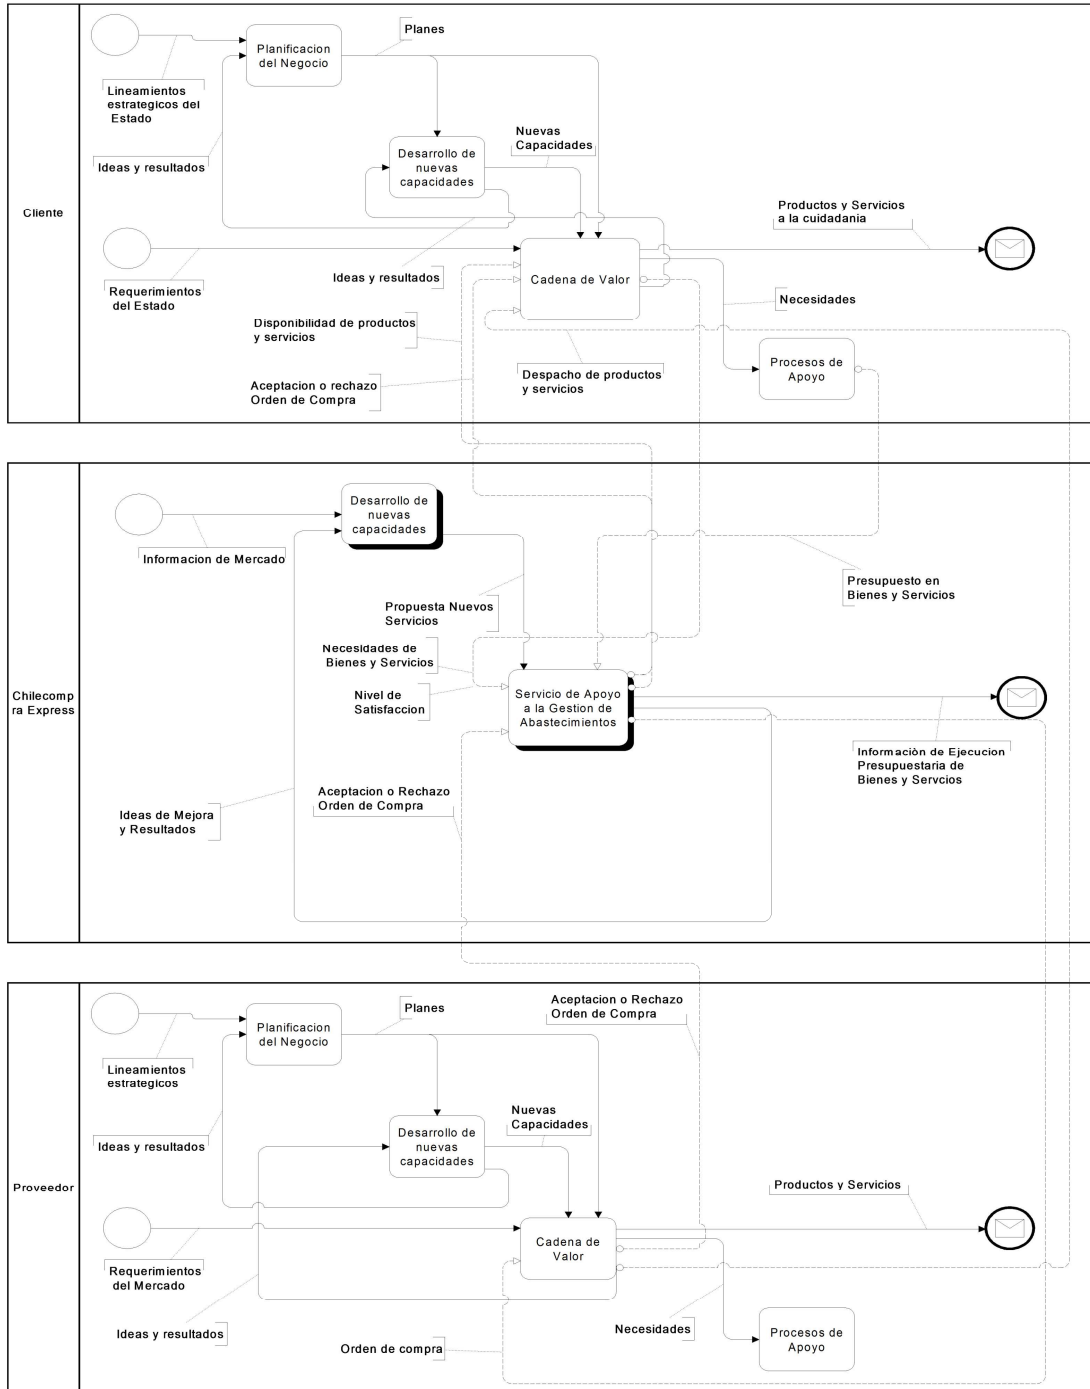 Cliente
Planificacion
del Negocio
Planes
Lineamientos
estrategicos del
Estado
Ideas y resultados
Desarrollo de
nuevas
capacidades
Nuevas
Capacidades
Productos y Servicios
a la cuidadania
Requerimientos
del Estado
Ideas y resultados
Cadena de Valor
Necesidades
Disponibilidad de productos
y servicios
Aceptacion o rechazo
Orden de Compra
Despacho de productos
y servicios
Procesos de
Apoyo
Chilecomp
ra Express
Desarrollo de
nuevas
capacidades
Informacion de Mercado
Presupuesto en
Bienes y Servicios
Propuesta Nuevos
Servicios
Necesidades de
Bienes y Servicios
Nivel de
Satisfaccion
Servicio de Apoyo
a la Gestion de
Abastecimientos
Informaciòn de Ejecucion
Presupuestaria de
Bienes y Servcios
Aceptacion o Rechazo
Orden de Compra
Ideas de Mejora
y Resultados
Proveedor
Planificacion
del Negocio
Planes
Aceptacion o Rechazo
Orden de Compra
Lineamientos
estrategicos
Ideas y resultados
Desarrollo de
nuevas
capacidades
Nuevas
Capacidades
Productos y Servicios
Requerimientos
del Mercado
Cadena de
Valor
Ideas y resultados
Orden de compra
Necesidades
Procesos de
Apoyo